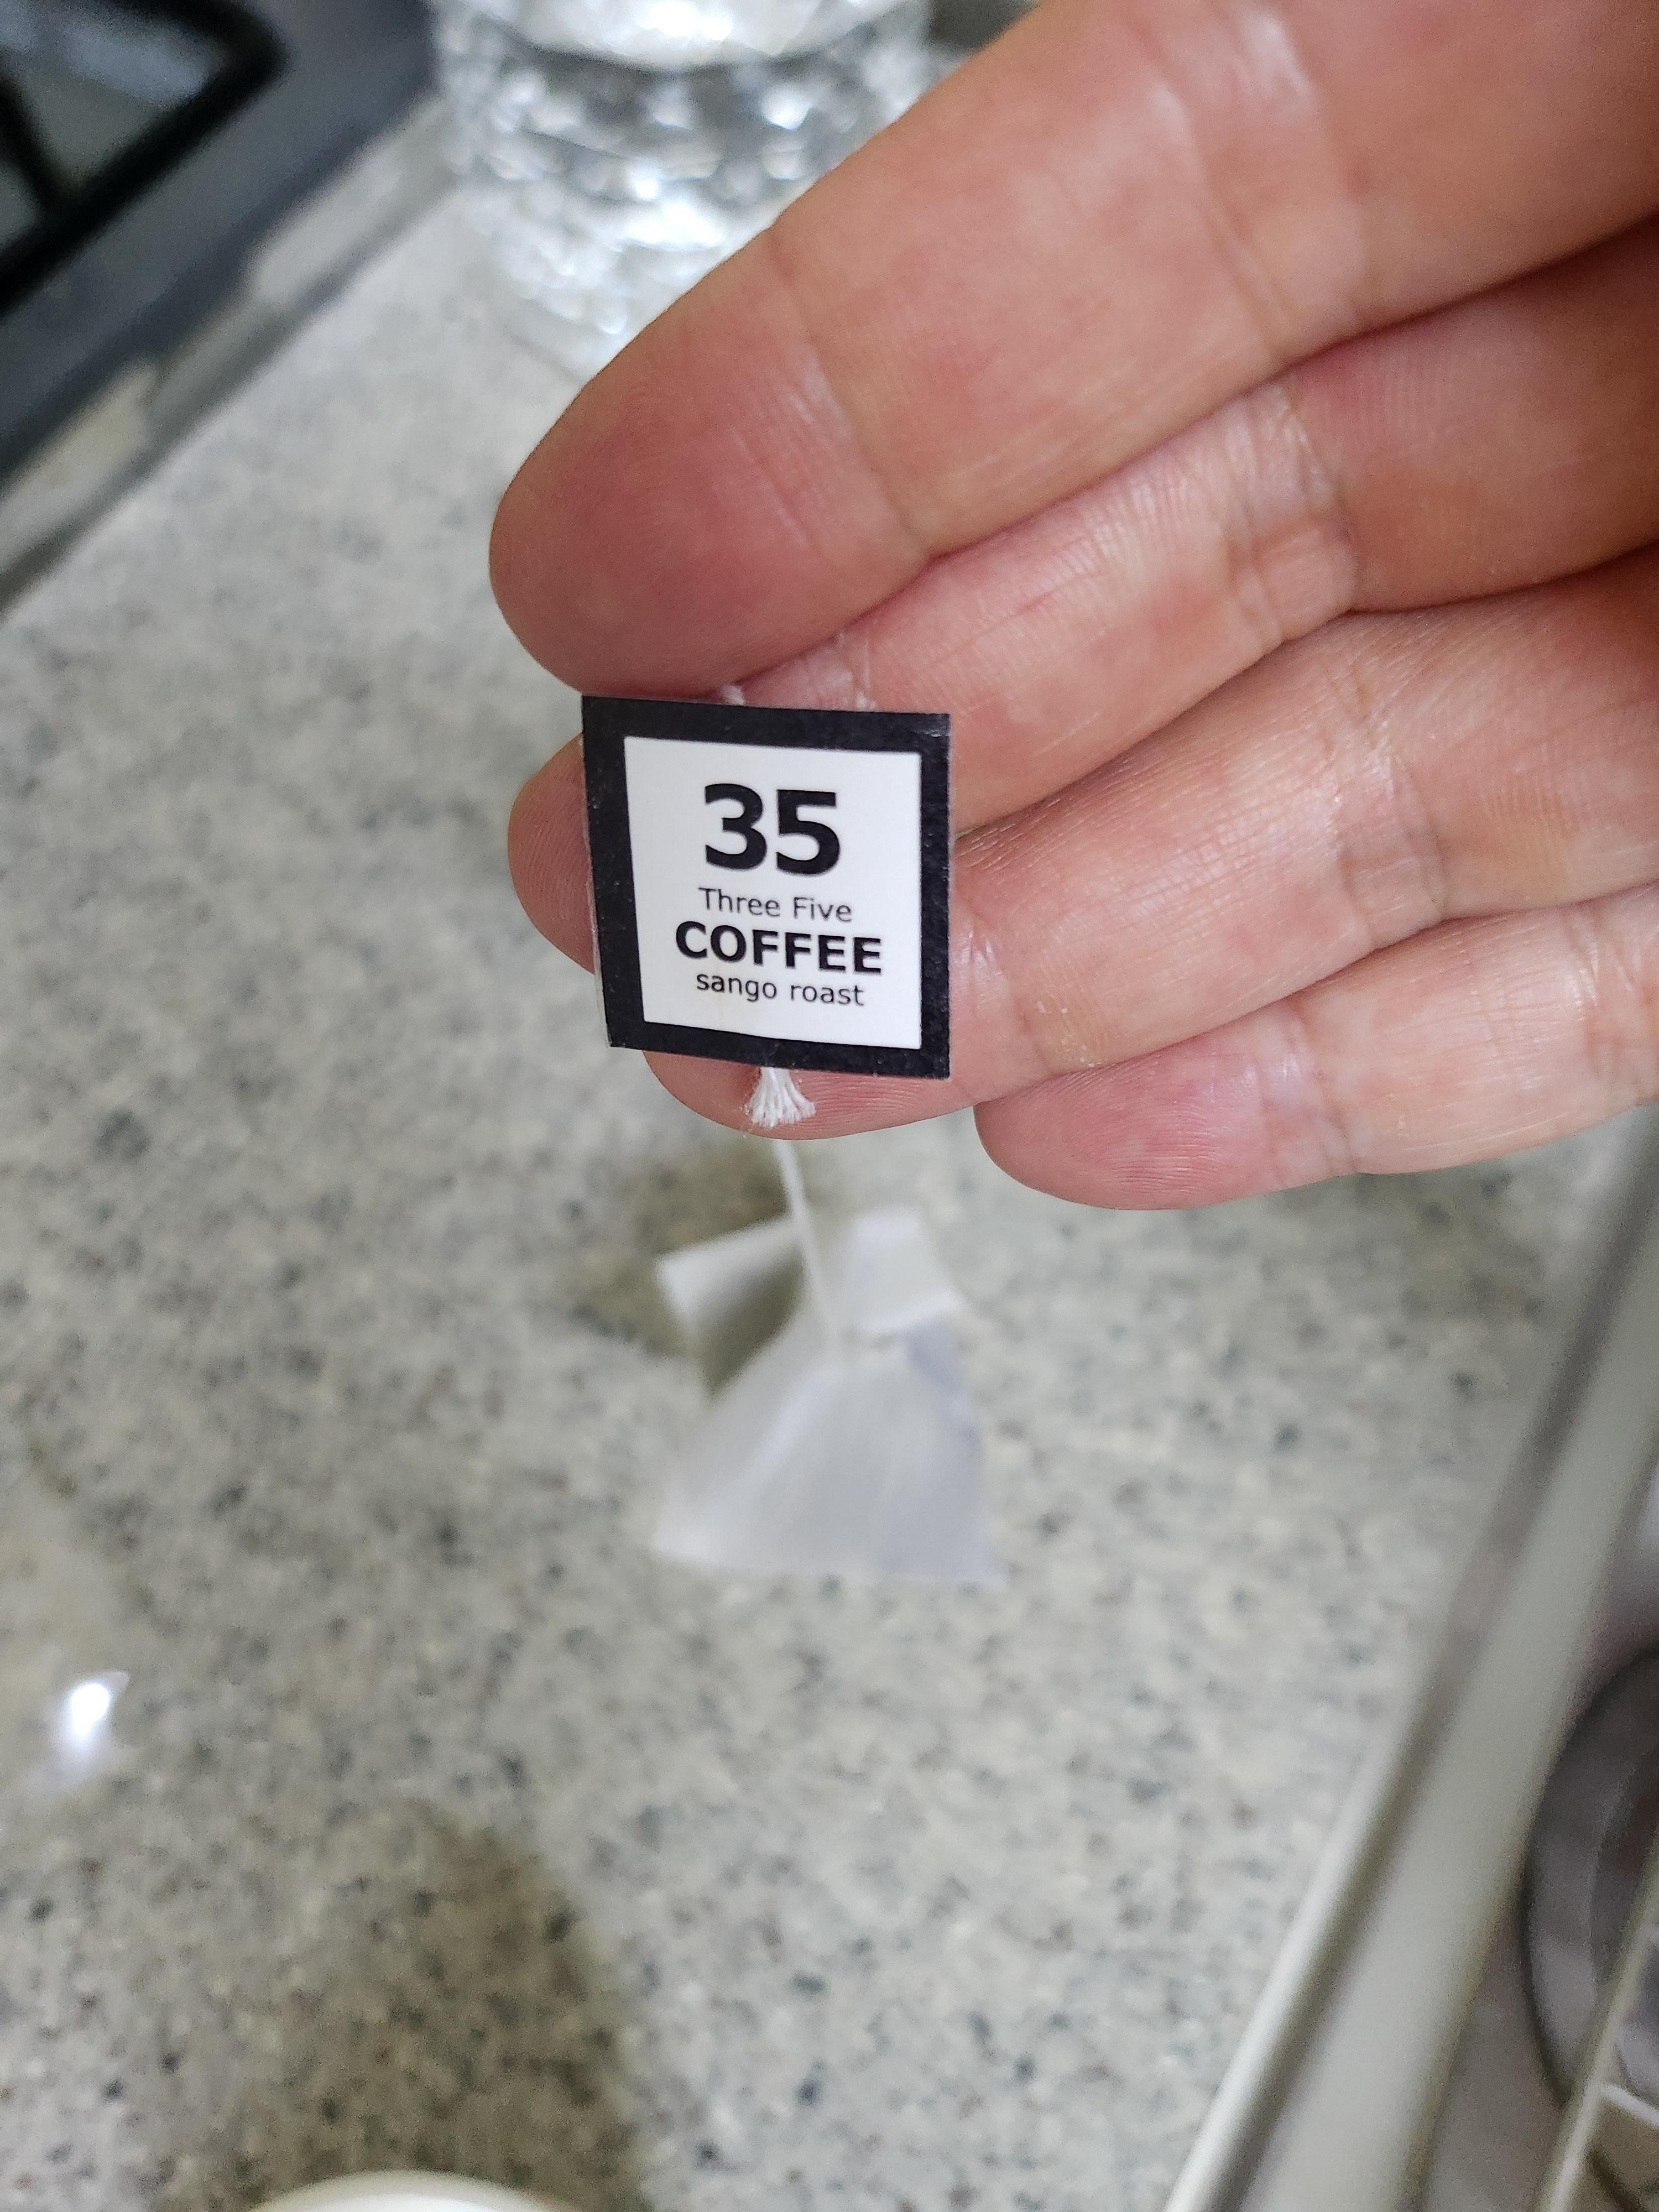 35
Three Five
COFFEE
sango roast